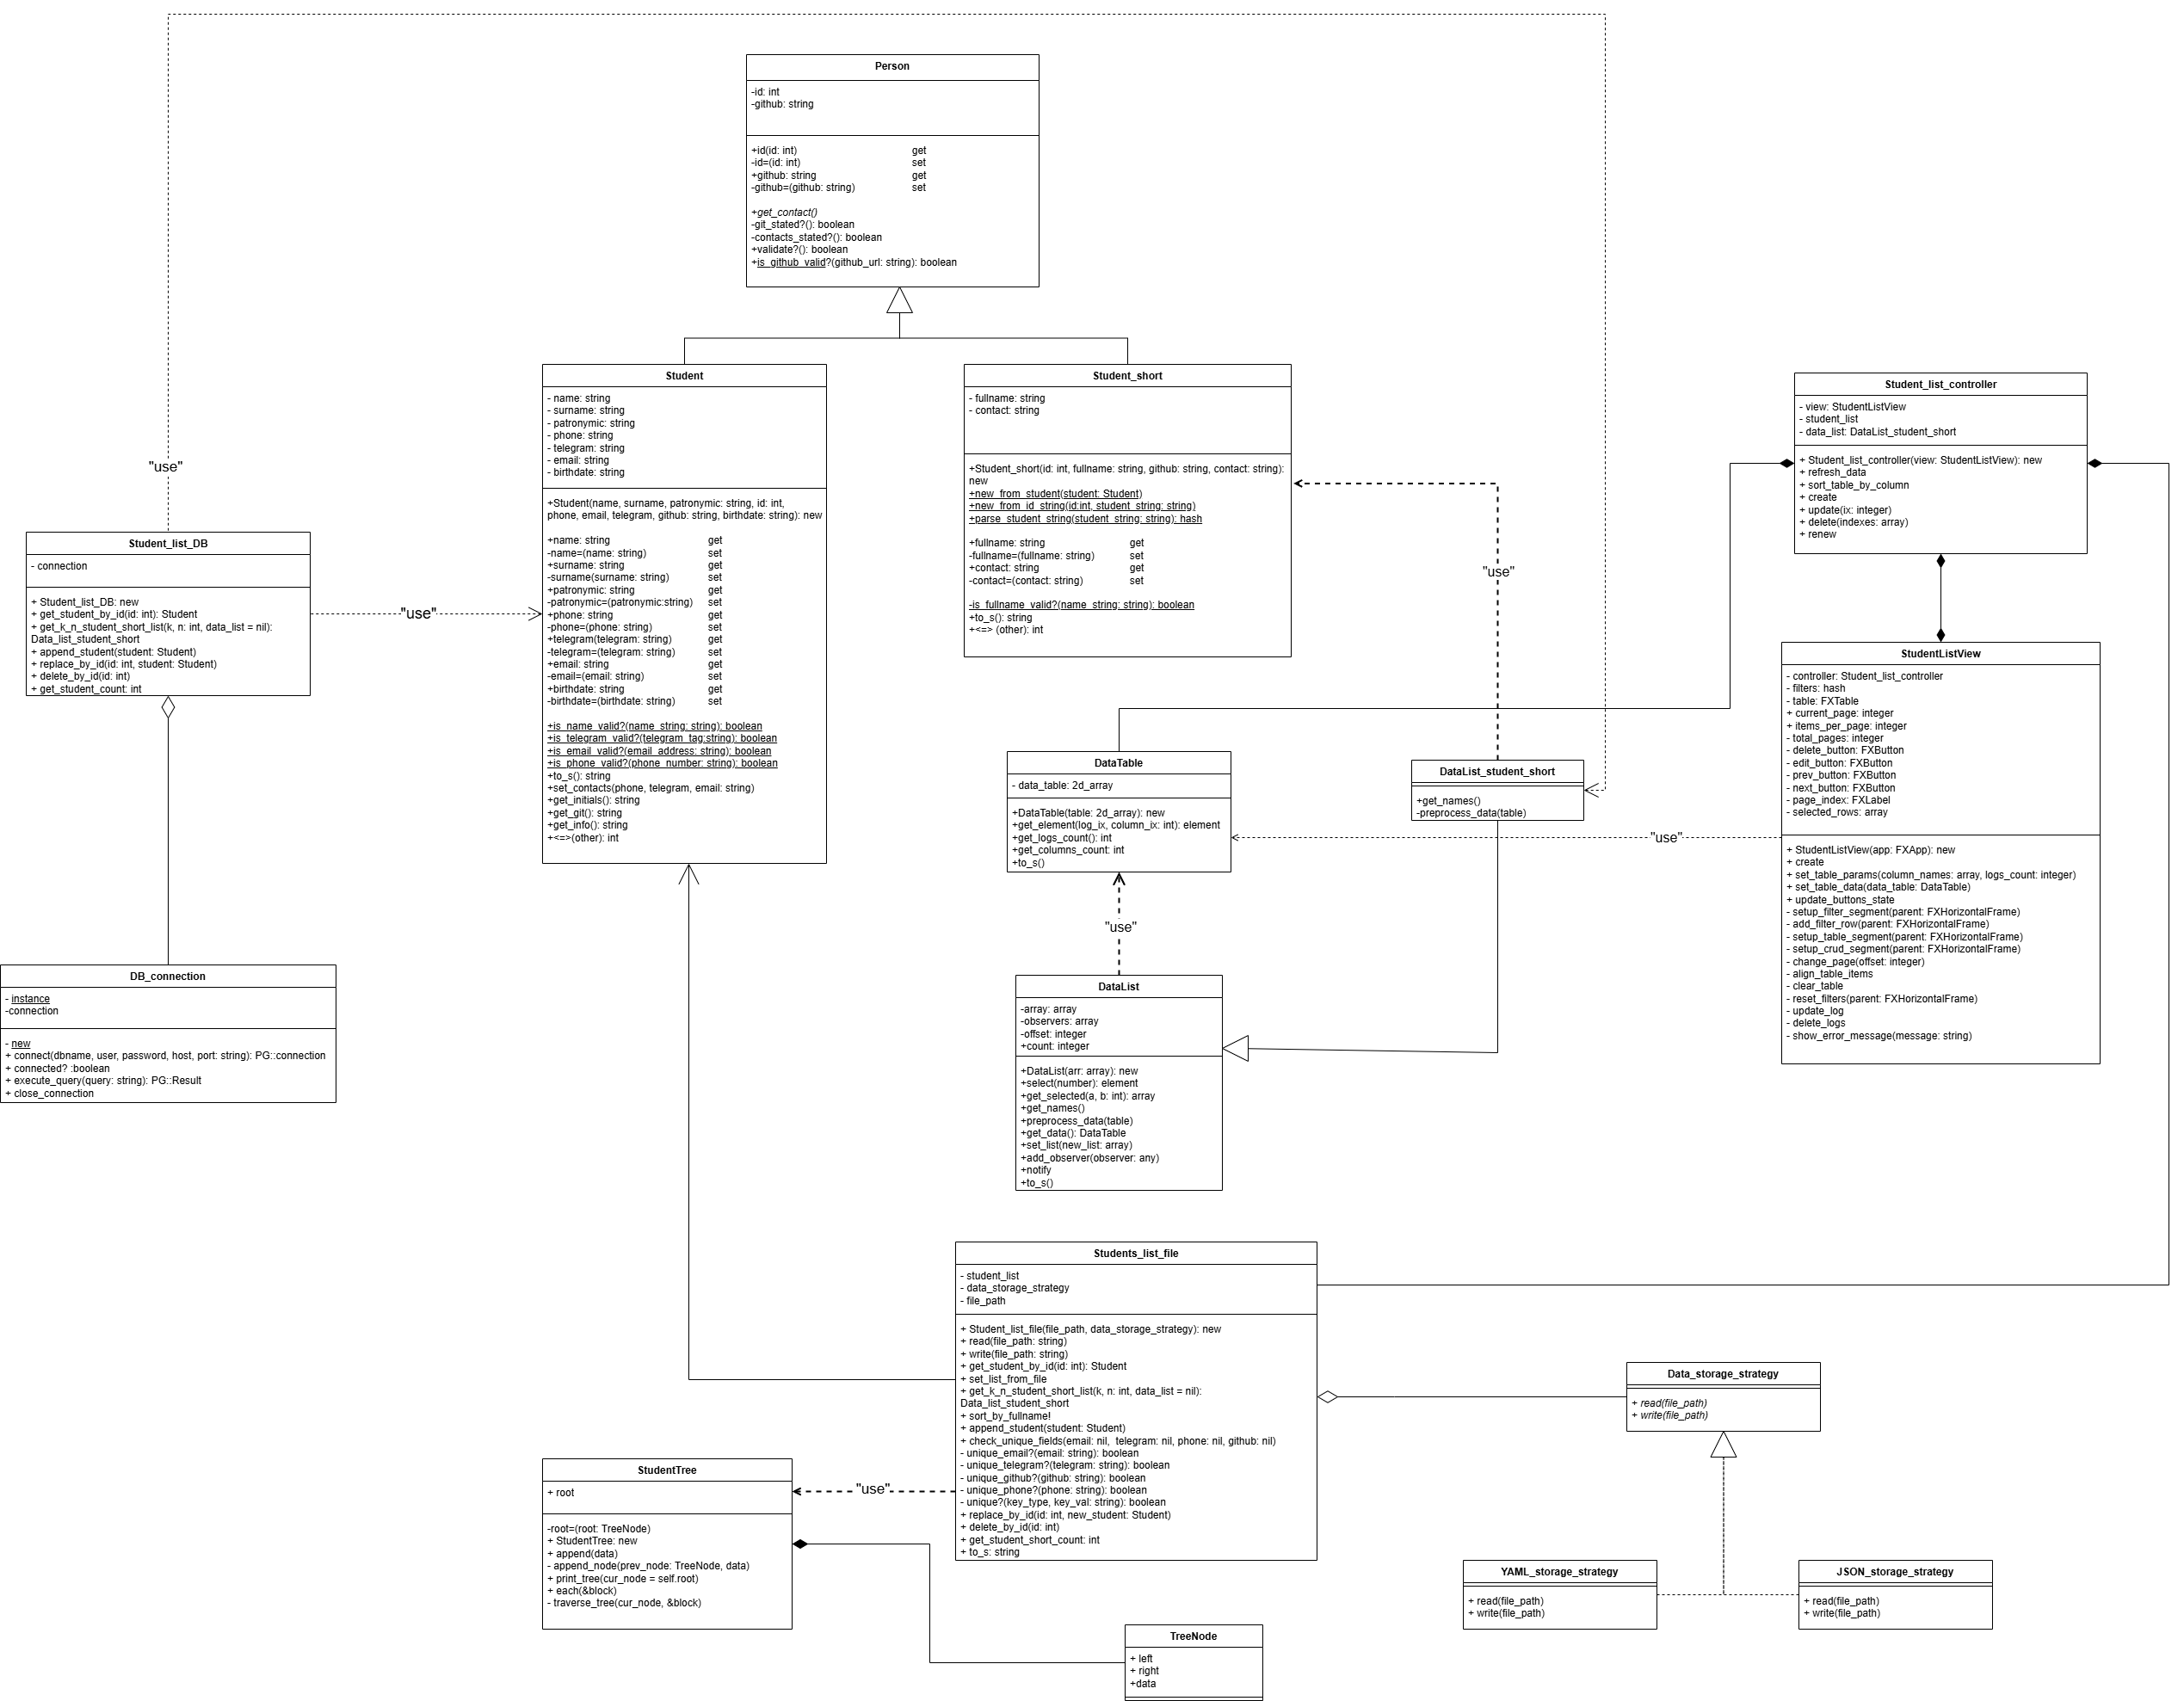 Person
-id: int
-github: string
+id(id: int) get
-id=(id: int) set
+github: string get
-github=(github: string) set
+get_contact()
-git_stated?(): boolean
-contacts_stated?(): boolean
+validate?(): boolean
+is_github_valid?(github_url: string): boolean
Student
- name: string
- surname: string
- patronymic: string
- phone: string
- telegram: string
- email: string
- birthdate: string
+Student(name, surname, patronymic: string, id: int,
phone, email, telegram, github: string, birthdate: string): new
+name: string get
-name=(name: string) set
+surname: string get
-surname(surname: string) set
+patronymic: string get
-patronymic=(patronymic:string) set
+phone: string get
-phone=(phone: string) set
+telegram(telegram: string) get
-telegram=(telegram: string) set
+email: string get
-email=(email: string) set
+birthdate: string get
-birthdate=(birthdate: string) set
+is_name_valid?(name_string: string): boolean
+is_telegram_valid?(telegram_tag:string): boolean
+is_email_valid?(email_address: string): boolean
+is_phone_valid?(phone_number: string): boolean
+to_s(): string
+set_contacts(phone, telegram, email: string)
+get_initials(): string
+get_git(): string
+get_info(): string
+<=>(other): int
Student_short
- fullname: string
- contact: string
+Student_short(id: int, fullname: string, github: string, contact: string):
new
+new_from_student(student: Student)
+new_from_id_string(id:int, student_string: string)
+parse_student_string(student_string: string): hash
+fullname: string get
-fullname=(fullname: string) set
+contact: string get
-contact=(contact: string) set
-is_fullname_valid?(name_string: string): boolean
+to_s(): string
+<=> (other): int
Student_list_controller
- view: StudentListView
- student_list
- data_list: DataList_student_short
+ Student_list_controller(view: StudentListView): new
+ refresh_data
+ sort_table_by_column
+ create
+ update(ix: integer)
+ delete(indexes: array)
+ renew
"use"
Student_list_DB
- connection
+ Student_list_DB: new
+ get_student_by_id(id: int): Student
+ get_k_n_student_short_list(k, n: int, data_list = nil):
Data_list_student_short
+ append_student(student: Student)
+ replace_by_id(id: int, student: Student)
+ delete_by_id(id: int)
+ get_student_count: int
"use"
"use"
StudentListView
- controller: Student_list_controller
- filters: hash
- table: FXTable
+ current_page: integer
+ items_per_page: integer
- total_pages: integer
- delete_button: FXButton
- edit_button: FXButton
- prev_button: FXButton
- next_button: FXButton
- page_index: FXLabel
- selected_rows: array
+ StudentListView(app: FXApp): new
+ create
+ set_table_params(column_names: array, logs_count: integer)
+ set_table_data(data_table: DataTable)
+ update_buttons_state
- setup_filter_segment(parent: FXHorizontalFrame)
- add_filter_row(parent: FXHorizontalFrame)
- setup_table_segment(parent: FXHorizontalFrame)
- setup_crud_segment(parent: FXHorizontalFrame)
- change_page(offset: integer)
- align_table_items
- clear_table
- reset_filters(parent: FXHorizontalFrame)
- update_log
- delete_logs
- show_error_message(message: string)
DataTable
- data_table: 2d_array
+DataTable(table: 2d_array): new
+get_element(log_ix, column_ix: int): element
+get_logs_count(): int
+get_columns_count: int
+to_s()
DataList_student_short
+get_names()
-preprocess_data(table)
"use"
"use"
DB_connection
- instance
-connection
- new
+ connect(dbname, user, password, host, port: string): PG::connection
+ connected? :boolean
+ execute_query(query: string): PG::Result
+ close_connection
DataList
-array: array
-observers: array
-offset: integer
+count: integer
+DataList(arr: array): new
+select(number): element
+get_selected(a, b: int): array
+get_names()
+preprocess_data(table)
+get_data(): DataTable
+set_list(new_list: array)
+add_observer(observer: any)
+notify
+to_s()
Students_list_file
- student_list
- data_storage_strategy
- file_path
+ Student_list_file(file_path, data_storage_strategy): new
+ read(file_path: string)
+ write(file_path: string)
+ get_student_by_id(id: int): Student
+ set_list_from_file
+ get_k_n_student_short_list(k, n: int, data_list = nil):
Data_list_student_short
+ sort_by_fullname!
+ append_student(student: Student)
+ check_unique_fields(email: nil,  telegram: nil, phone: nil, github: nil)
- unique_email?(email: string): boolean
- unique_telegram?(telegram: string): boolean
- unique_github?(github: string): boolean
- unique_phone?(phone: string): boolean
- unique?(key_type, key_val: string): boolean
+ replace_by_id(id: int, new_student: Student)
+ delete_by_id(id: int)
+ get_student_short_count: int
+ to_s: string
Data_storage_strategy
+ read(file_path)
+ write(file_path)
StudentTree
+ root
-root=(root: TreeNode)
+ StudentTree: new
+ append(data)
- append_node(prev_node: TreeNode, data)
+ print_tree(cur_node = self.root)
+ each(&block)
- traverse_tree(cur_node, &block)
"use"
YAML_storage_strategy
+ read(file_path)
+ write(file_path)
JSON_storage_strategy
+ read(file_path)
+ write(file_path)
TreeNode
+ left
+ right
+data